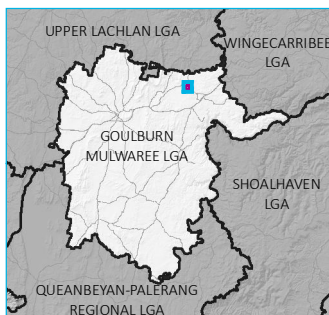 UPPER LACHLAN LGA
WINGECARRIBEE
LGA
GOULBURN
MULWAREE LGA
SHOALHAVEN
LGA
QUEANBEYAN-PALERANG
REGIONAL LGA